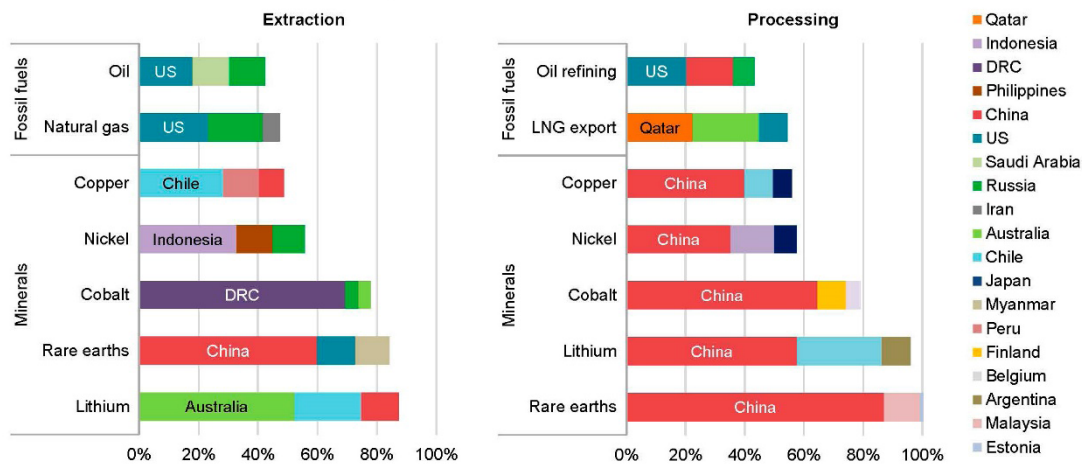 Extraction
Fossil fuels
Oil
US
Natural gas
US
Minerals
Copper
Chile
Nickel
Indonesia
Cobalt
DRC
Rare earths
China
Lithium
Australia
0% 20% 40% 60% 80% 100%
Processing
Fossil fuels
Oil refining
US
LNG export
Qatar
Minerals
Copper
China
Nickel
China
Cobalt
China
Lithium
China
Rare earths
China
0% 20% 40% 60% 80% 100%
Qatar
Indonesia
DRC
Philippines
China
US
Saudi Arabia
Russia
Iran
Australia
Chile
Japan
Myanmar
Peru
Finland
Belgium
Argentina
Malaysia
Estonia